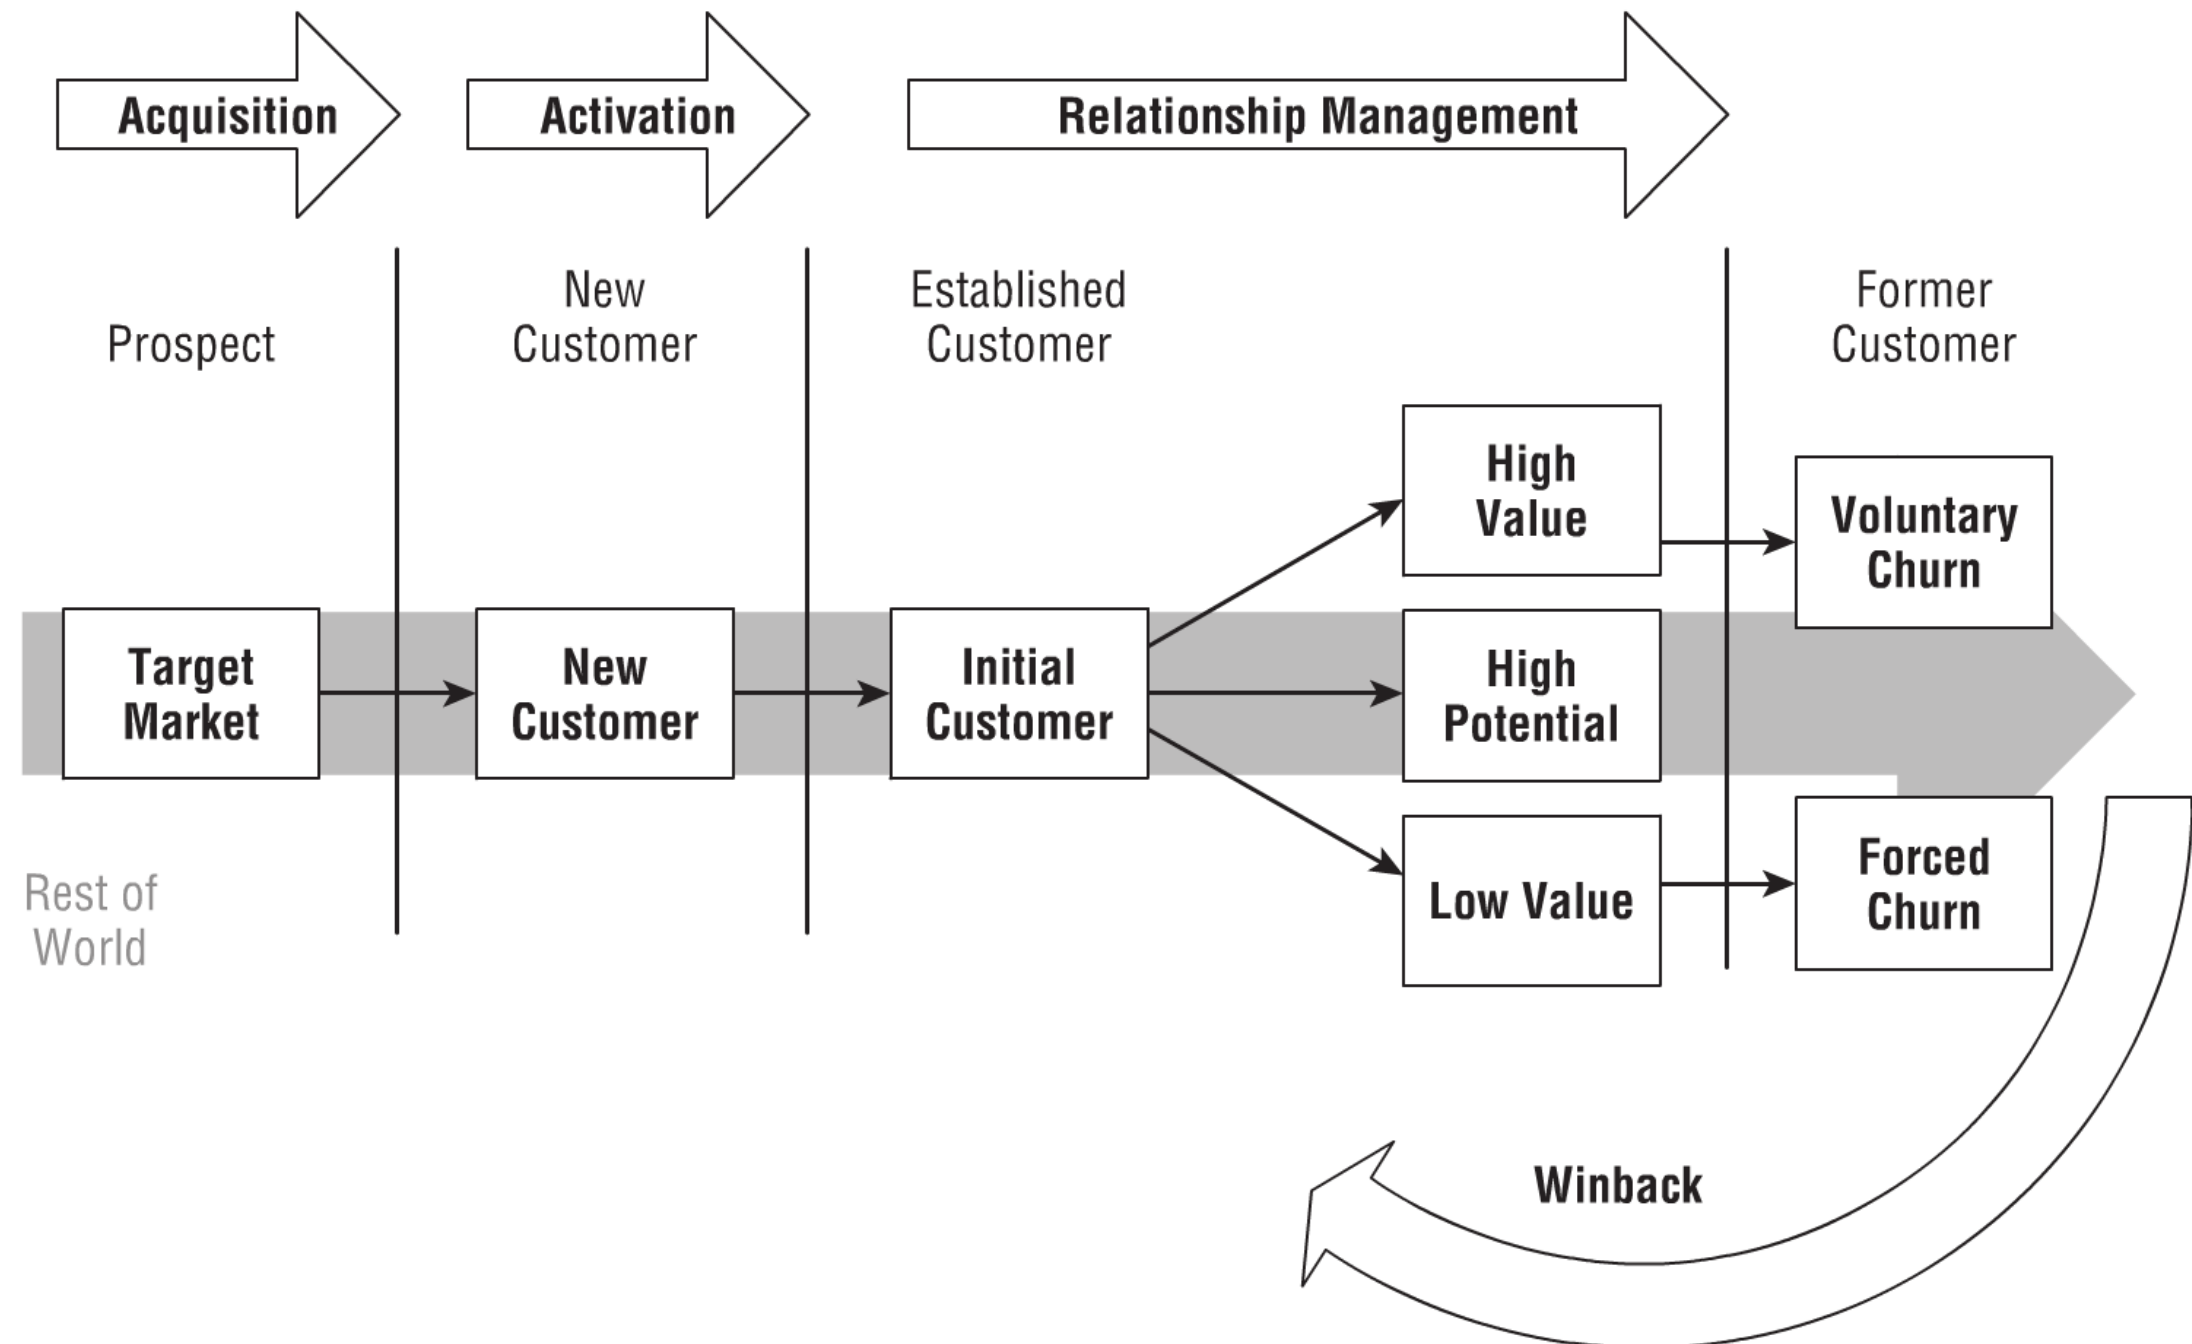 Acquisition
Activation
Relationship Management
Prospect
New
Customer
Established
Customer
Former
Customer
Target
Market
New
Customer
Initial
Customer
High
Value
High
Potential
Low Value
Voluntary
Churn
Forced
Churn
Rest of
World
Winback